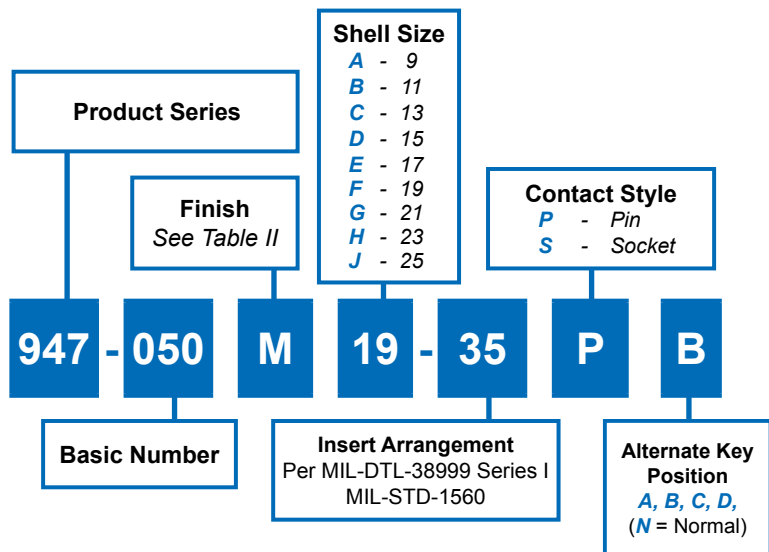 Shell Size
A - 9
B - 11
C - 13
D - 15
E - 17
F - 19
G - 21
H - 23
J - 25
Product Series
Finish
See Table II
Contact Style
P - Pin
S - Socket
947 - 050 M 19 - 35 P B
Basic Number
Insert Arrangement
Per MIL-DTL-38999 Series I
MIL-STD-1560
Alternate Key
Position
A, B, C, D,
(N = Normal)